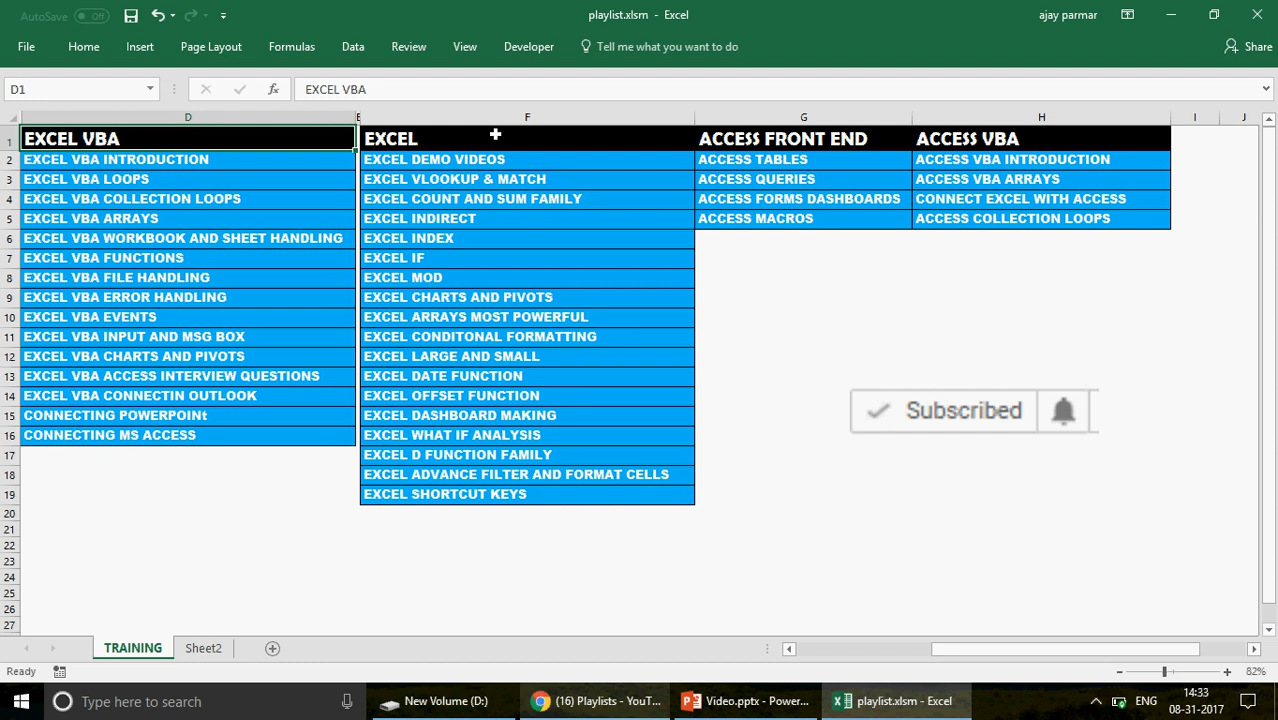 AutoSave Off
playlist.xlsm - Excel
ajay parmar
File Home Insert Page Layout Formulas Data Review View Developer Tell me what you want to do Share
D1 fx EXCEL VBA
D E F G H I J
1 EXCEL VBA EXCEL ACCESS FRONT END ACCESS VBA
2 EXCEL VBA INTRODUCTION EXCEL DEMO VIDEOS ACCESS TABLES ACCESS VBA INTRODUCTION
3 EXCEL VBA LOOPS EXCEL VLOOKUP & MATCH ACCESS QUERIES ACCESS VBA ARRAYS
4 EXCEL VBA COLLECTION LOOPS EXCEL COUNT AND SUM FAMILY ACCESS FORMS DASHBOARDS CONNECT EXCEL WITH ACCESS
5 EXCEL VBA ARRAYS EXCEL INDIRECT ACCESS MACROS ACCESS COLLECTION LOOPS
6 EXCEL VBA WORKBOOK AND SHEET HANDLING EXCEL INDEX
7 EXCEL VBA FUNCTIONS EXCEL IF
8 EXCEL VBA FILE HANDLING EXCEL MOD
9 EXCEL VBA ERROR HANDLING EXCEL CHARTS AND PIVOTS
10 EXCEL VBA EVENTS EXCEL ARRAYS MOST POWERFUL
11 EXCEL VBA INPUT AND MSG BOX EXCEL CONDITONAL FORMATTING
12 EXCEL VBA CHARTS AND PIVOTS EXCEL LARGE AND SMALL
13 EXCEL VBA ACCESS INTERVIEW QUESTIONS EXCEL DATE FUNCTION
14 EXCEL VBA CONNECTIN OUTLOOK EXCEL OFFSET FUNCTION
15 CONNECTING POWERPOINt EXCEL DASHBOARD MAKING
16 CONNECTING MS ACCESS EXCEL WHAT IF ANALYSIS
17 EXCEL D FUNCTION FAMILY
18 EXCEL ADVANCE FILTER AND FORMAT CELLS
19 EXCEL SHORTCUT KEYS
20
21
22
23
24
25
26
27
Subscribed
TRAINING Sheet2
Ready 82%
Type here to search New Volume (D:) (16) Playlists - YouT... Video.pptx - Power... playlist.xlsm - Excel ENG 14:33
08-31-2017